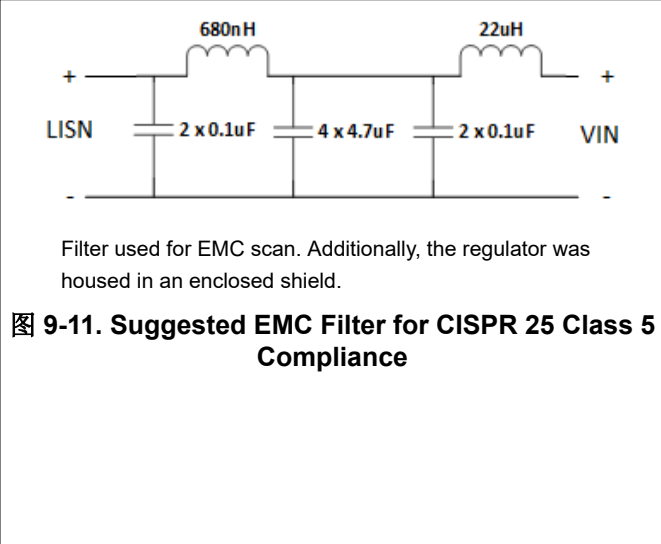 680nH 22uH
+ +
LISN 2 x 0.1uF 4 x 4.7uF 2 x 0.1uF VIN
- -
Filter used for EMC scan. Additionally, the regulator was
housed in an enclosed shield.
图 9-11. Suggested EMC Filter for CISPR 25 Class 5
Compliance